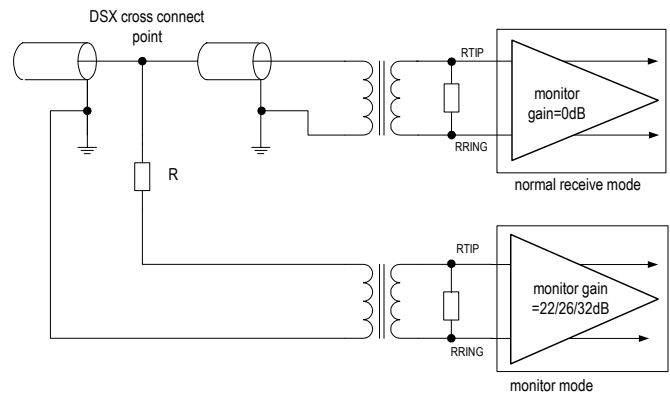 DSX cross connect
point
RTIP
monitor
gain=0dB
RRING
normal receive mode
R
RTIP
monitor gain
=22/26/32dB
RRING
monitor mode